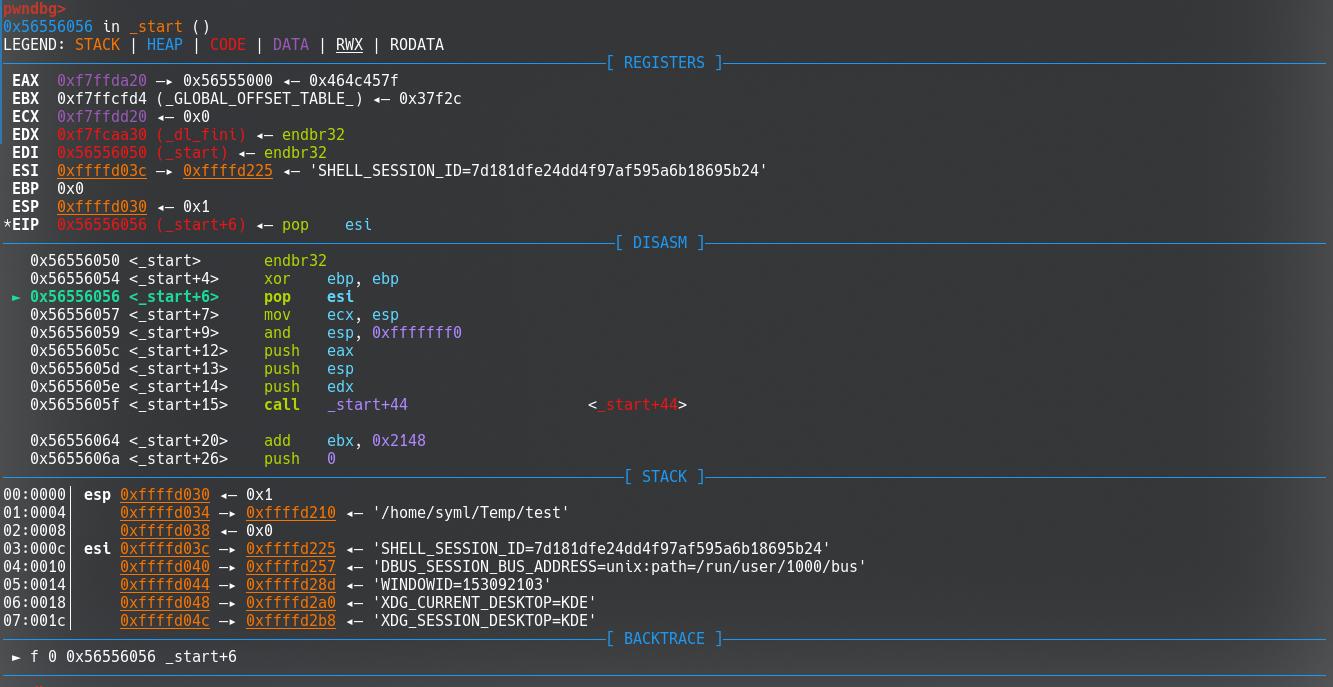 pwndbg>
0x56556056 in _start ()
LEGEND: STACK | HEAP | CODE | DATA | RWX | RODATA
[ REGISTERS ]
EAX  0xf7ffda20 —▸ 0x56555000 ◂— 0x464c457f
EBX  0xf7ffcfd4 (_GLOBAL_OFFSET_TABLE_) ◂— 0x37f2c
ECX  0xf7ffdd20 ◂— 0x0
EDX  0xf7fcaa30 (_dl_fini) ◂— endbr32
EDI  0x56556050 (_start) ◂— endbr32
ESI  0xffffd03c —▸ 0xffffd225 ◂— 'SHELL_SESSION_ID=7d181dfe24dd4f97af595a6b18695b24'
EBP  0x0
ESP  0xffffd030 ◂— 0x1
*EIP  0x56556056 (_start+6) ◂— pop    esi
[ DISASM ]
0x56556050 <_start>       endbr32
0x56556054 <_start+4>     xor    ebp, ebp
► 0x56556056 <_start+6>     pop    esi
0x56556057 <_start+7>     mov    ecx, esp
0x56556059 <_start+9>     and    esp, 0xfffffff0
0x5655605c <_start+12>    push   eax
0x5655605d <_start+13>    push   esp
0x5655605e <_start+14>    push   edx
0x5655605f <_start+15>    call   _start+44                    <_start+44>
0x56556064 <_start+20>    add    ebx, 0x2148
0x5655606a <_start+26>    push   0
[ STACK ]
00:0000│ esp 0xffffd030 ◂— 0x1
01:0004│     0xffffd034 —▸ 0xffffd210 ◂— '/home/syml/Temp/test'
02:0008│     0xffffd038 ◂— 0x0
03:000c│ esi 0xffffd03c —▸ 0xffffd225 ◂— 'SHELL_SESSION_ID=7d181dfe24dd4f97af595a6b18695b24'
04:0010│     0xffffd040 —▸ 0xffffd257 ◂— 'DBUS_SESSION_BUS_ADDRESS=unix:path=/run/user/1000/bus'
05:0014│     0xffffd044 —▸ 0xffffd28d ◂— 'WINDOWID=153092103'
06:0018│     0xffffd048 —▸ 0xffffd2a0 ◂— 'XDG_CURRENT_DESKTOP=KDE'
07:001c│     0xffffd04c —▸ 0xffffd2b8 ◂— 'XDG_SESSION_DESKTOP=KDE'
[ BACKTRACE ]
► f 0 0x56556056 _start+6